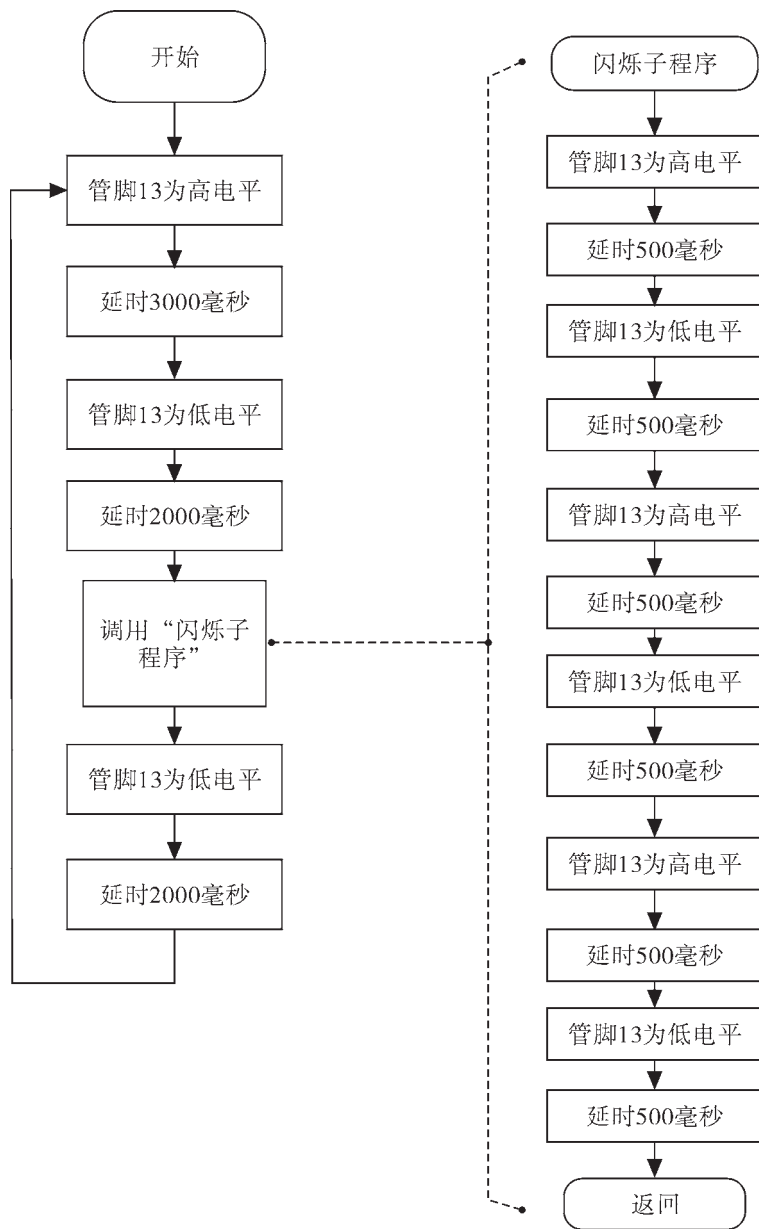 开始
管脚13为高电平
延时3000毫秒
管脚13为低电平
延时2000毫秒
调用“闪烁子
程序”
管脚13为低电平
延时2000毫秒
闪烁子程序
管脚13为高电平
延时500毫秒
管脚13为低电平
延时500毫秒
管脚13为高电平
延时500毫秒
管脚13为低电平
延时500毫秒
管脚13为高电平
延时500毫秒
管脚13为低电平
延时500毫秒
返回